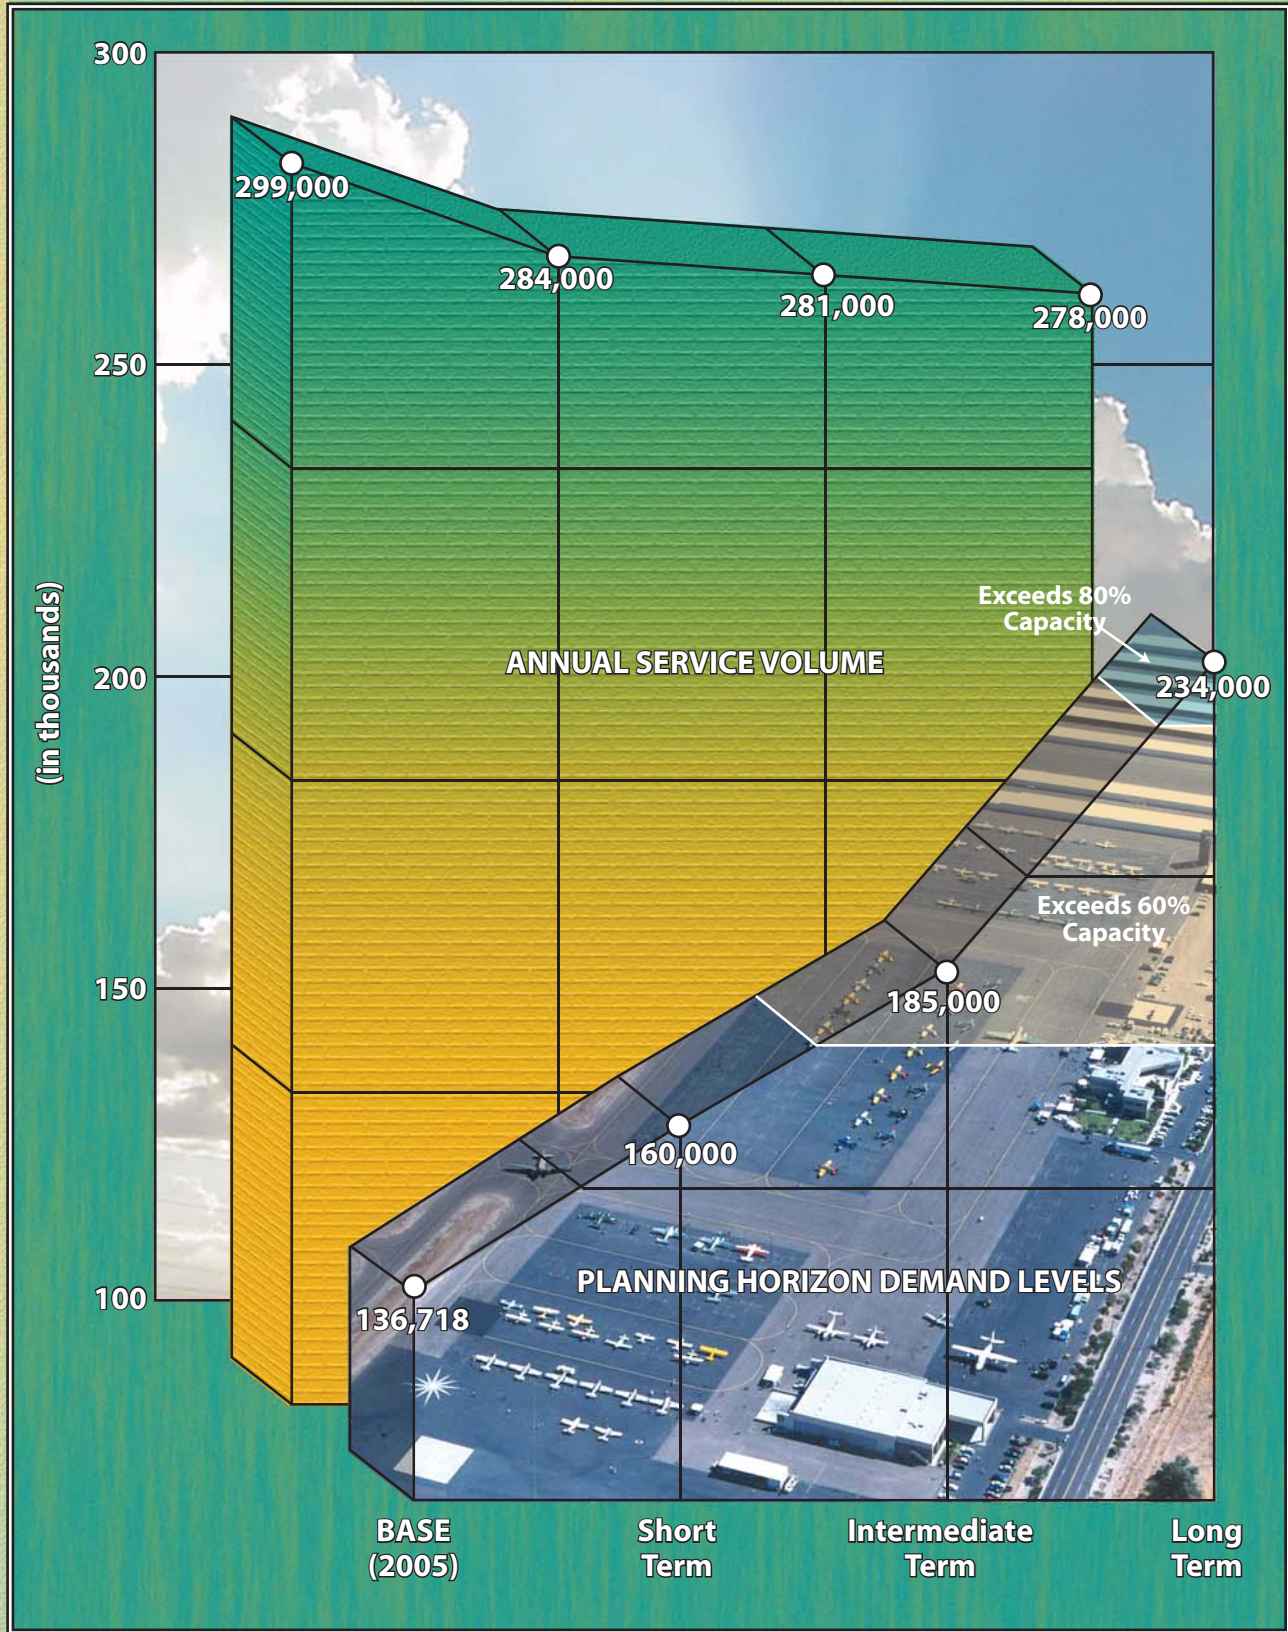 300
299,000
284,000
281,000
278,000
250
Exceeds 80%
Capacity
(in thousands)
ANNUAL SERVICE VOLUME
200
234,000
Exceeds 60%
Capacity
150
185,000
160,000
PLANNING HORIZON DEMAND LEVELS
100
136,718
BASE
(2005)
Short
Term
Intermediate
Term
Long
Term